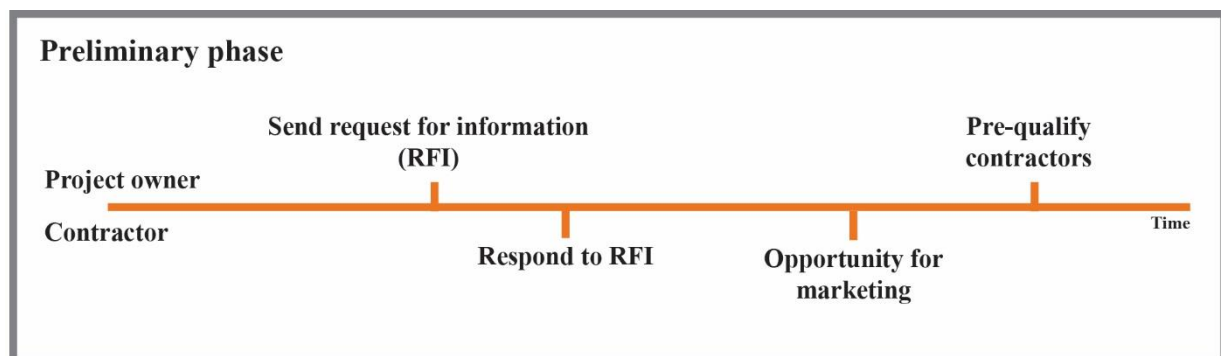 Preliminary phase
Send request for information
(RFI)
Pre-qualify
contractors
Project owner
Contractor
Time
Respond to RFI
Opportunity for
marketing